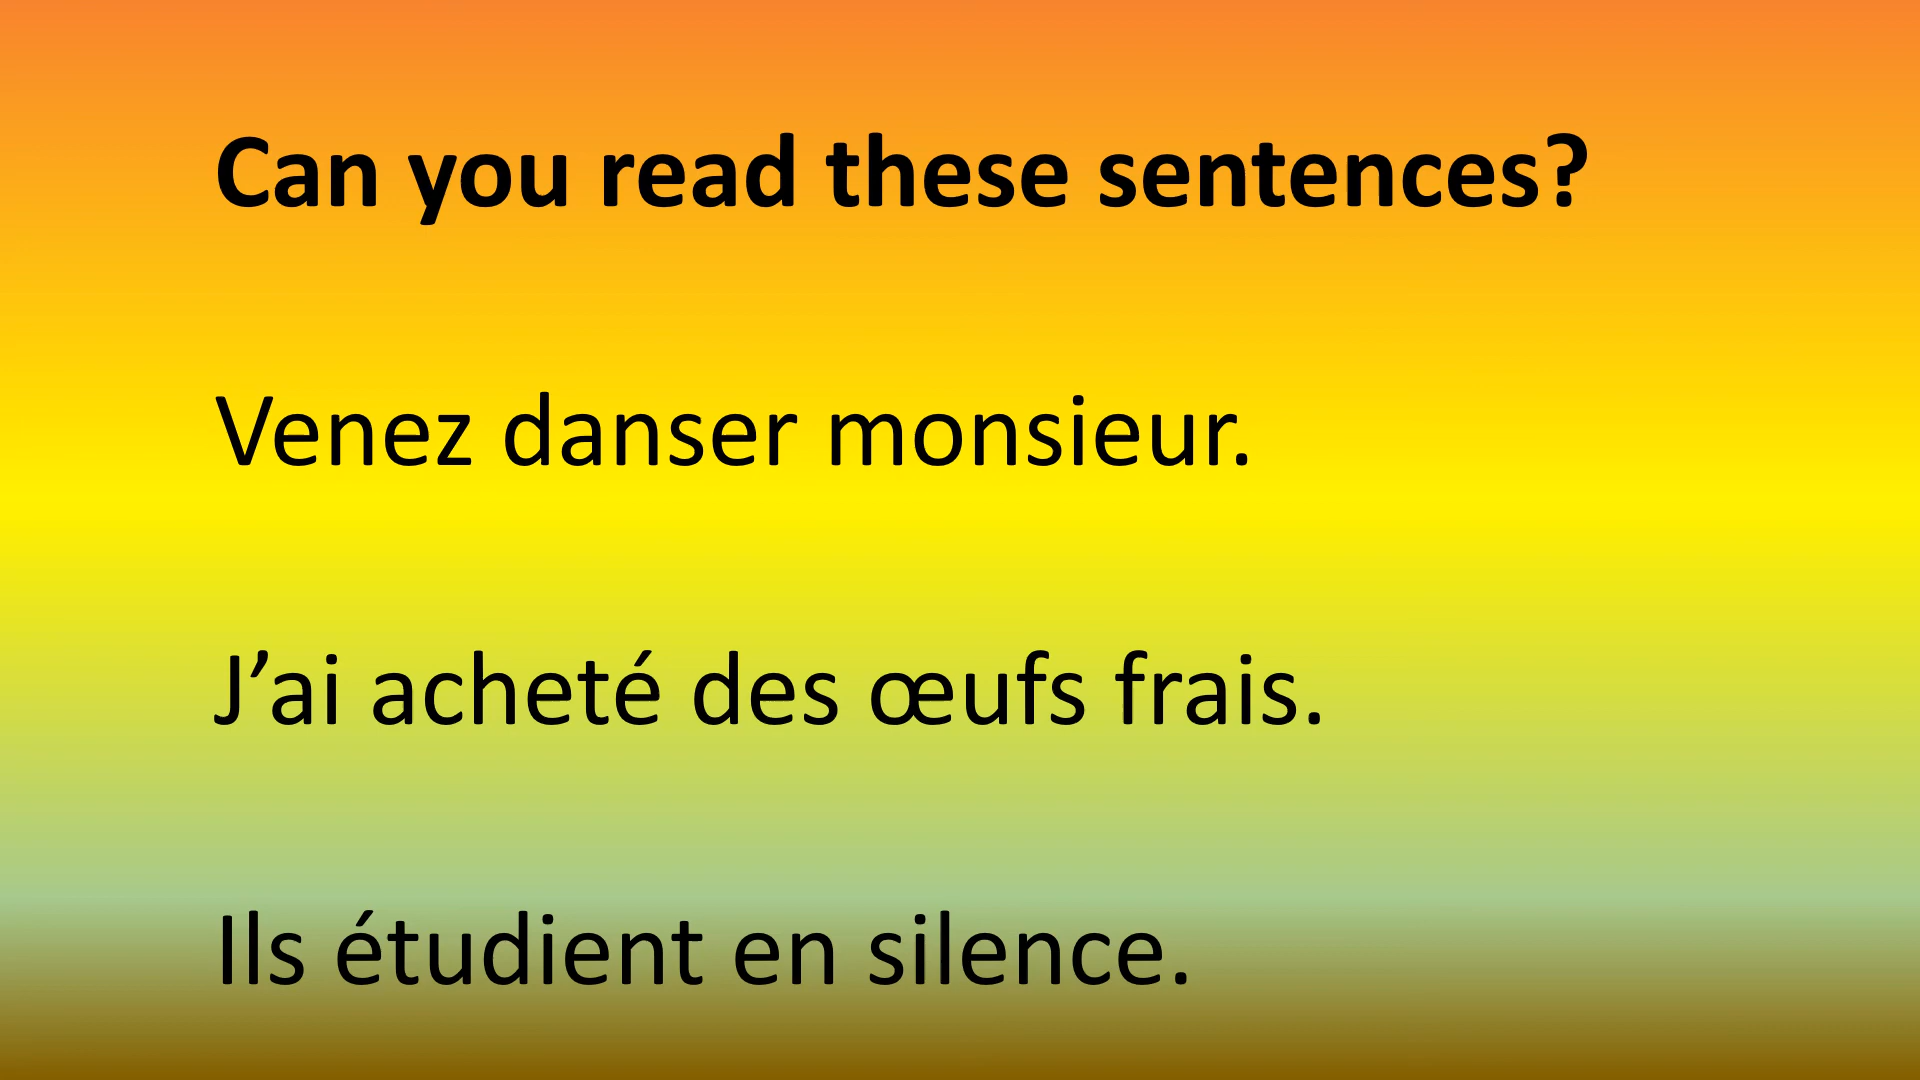 Can you read these sentences?
Venez danser monsieur.
J’ai acheté des œufs frais.
Ils étudient en silence.